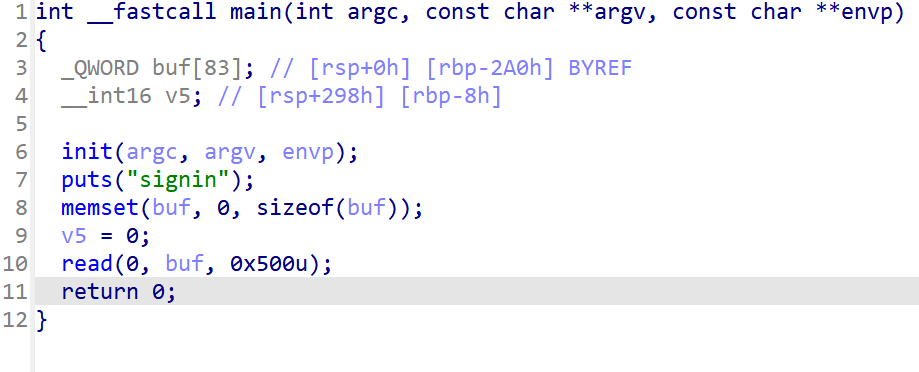 1 int __fastcall main(int argc, const char **argv, const char **envp)
2 {
3   _QWORD buf[83]; // [rsp+0h] [rbp-2A0h] BYREF
4   __int16 v5; // [rsp+298h] [rbp-8h]
5
6   init(argc, argv, envp);
7   puts("signin");
8   memset(buf, 0, sizeof(buf));
9   v5 = 0;
10   read(0, buf, 0x500u);
11   return 0;
12 }